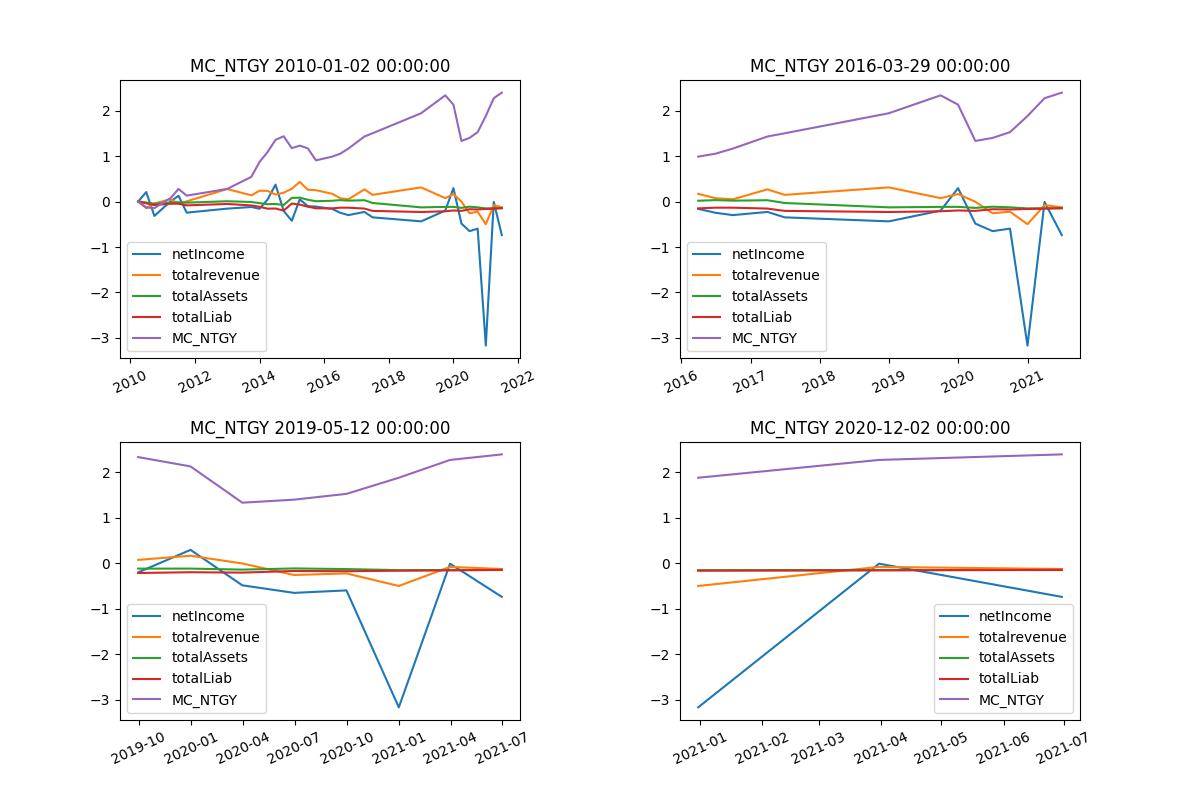 MC_NTGY 2010-01-02 00:00:00
2
1
0
−1
−2
−3
netIncome
totalrevenue
totalAssets
totalLiab
MC_NTGY
2010 2012 2014 2016 2018 2020 2022
MC_NTGY 2016-03-29 00:00:00
2
1
0
−1
−2
−3
netIncome
totalrevenue
totalAssets
totalLiab
MC_NTGY
2016 2017 2018 2019 2020 2021
MC_NTGY 2019-05-12 00:00:00
2
1
0
−1
−2
−3
netIncome
totalrevenue
totalAssets
totalLiab
MC_NTGY
2019-10 2020-01 2020-04 2020-07 2020-10 2021-01 2021-04 2021-07
MC_NTGY 2020-12-02 00:00:00
2
1
0
−1
−2
−3
netIncome
totalrevenue
totalAssets
totalLiab
MC_NTGY
2021-01 2021-02 2021-03 2021-04 2021-05 2021-06 2021-07